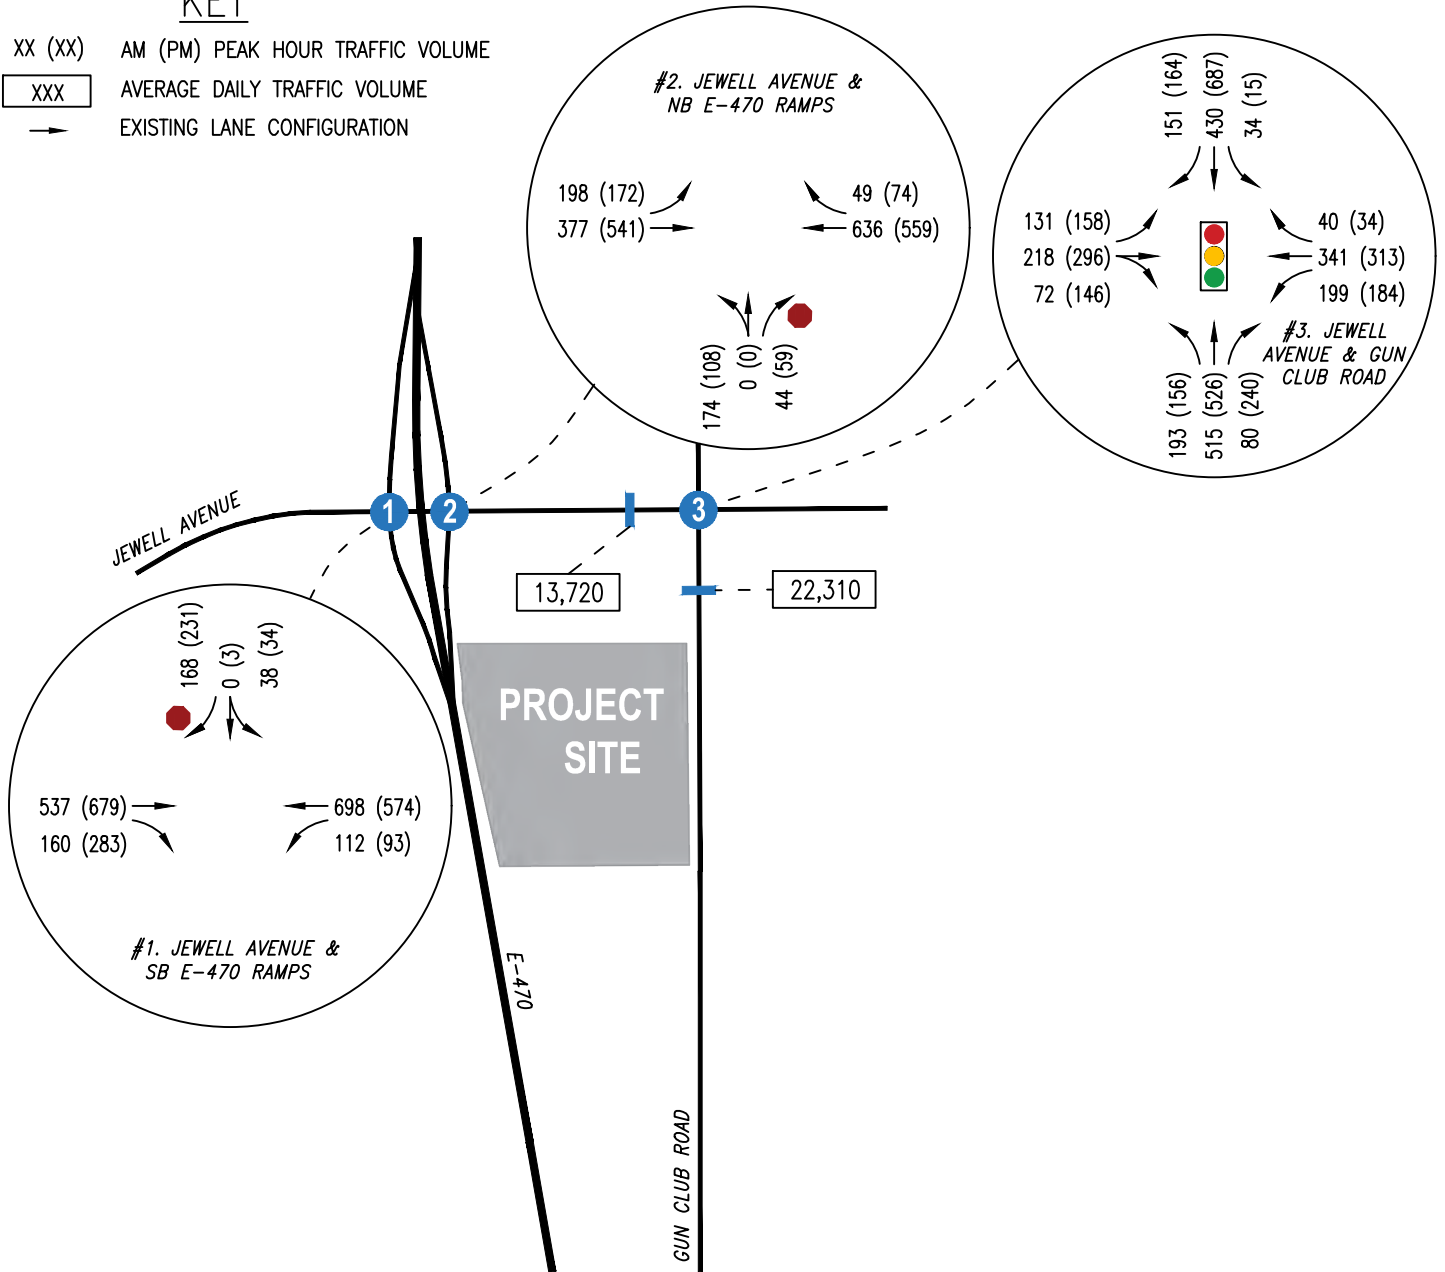 KEY
XX (XX) AM (PM) PEAK HOUR TRAFFIC VOLUME
XXX AVERAGE DAILY TRAFFIC VOLUME
EXISTING LANE CONFIGURATION
#2. JEWELL AVENUE &
NB E-470 RAMPS
198 (172)
377 (541)
49 (74)
636 (559)
174 (108)
0 (0)
44 (59)
151 (164)
430 (687)
34 (15)
131 (158)
218 (296)
72 (146)
40 (34)
341 (313)
199 (184)
#3. JEWELL
AVENUE & GUN
CLUB ROAD
193 (156)
515 (526)
80 (240)
JEWELL AVENUE
1
2
3
13,720
22,310
168 (231)
0 (3)
38 (34)
537 (679)
160 (283)
698 (574)
112 (93)
#1. JEWELL AVENUE &
SB E-470 RAMPS
PROJECT
SITE
E-470
GUN CLUB ROAD